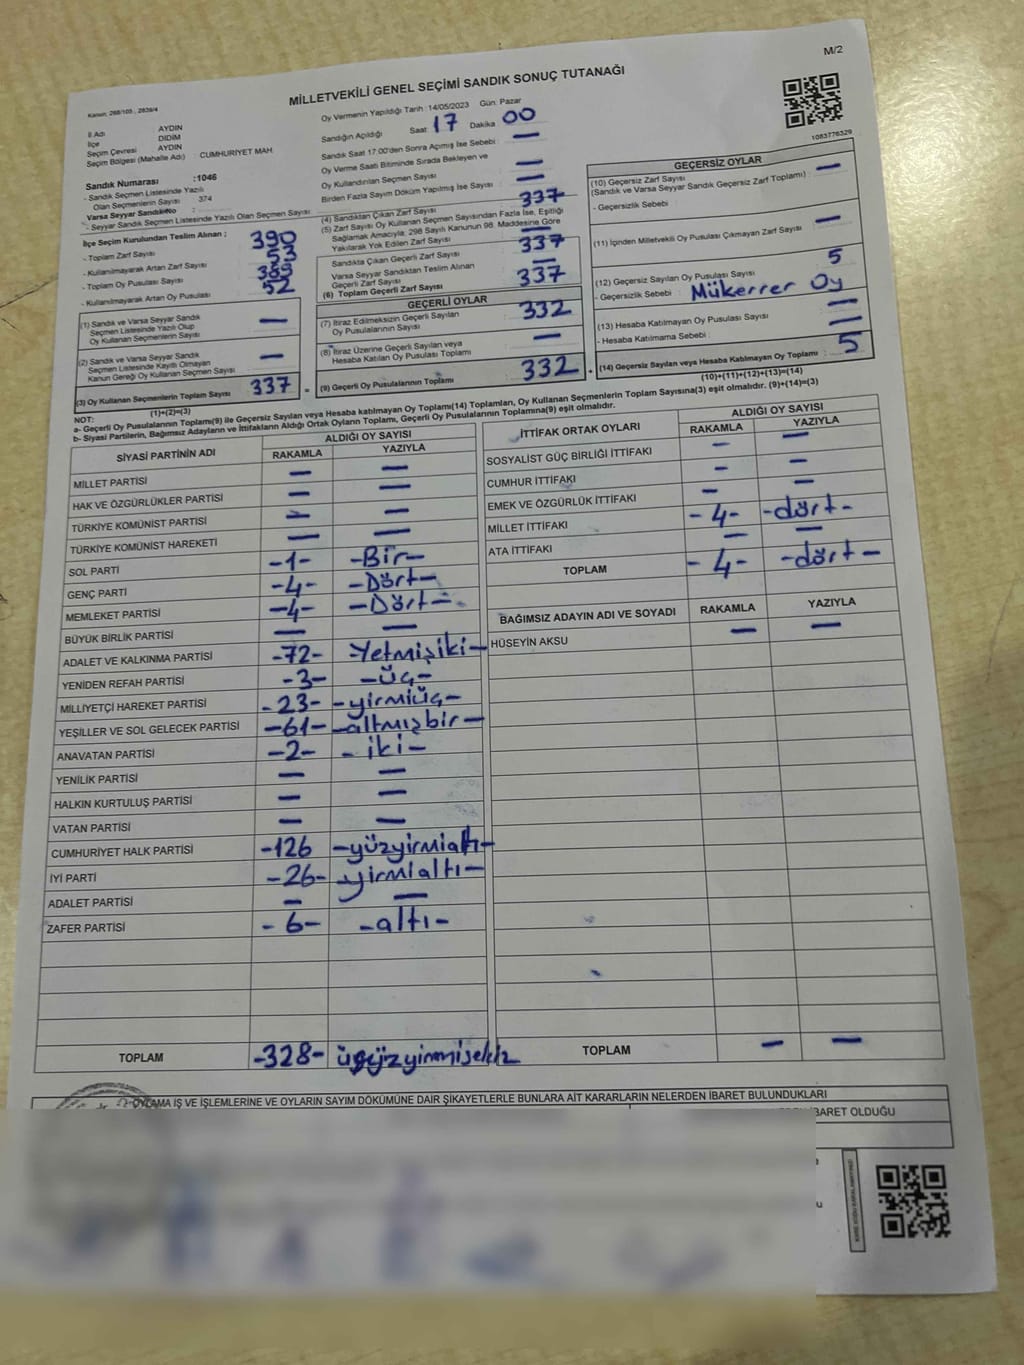 M/2
MİLLETVEKİLİ GENEL SEÇİMİ SANDIK SONUÇ TUTANAĞI
1083776329
İl Adı AYDIN
İlçe DİDİM
Seçim Çevresi AYDIN
Seçim Bölgesi (Mahalle Adı) CUMHURİYET MAH.
Sandık Numarası :1046
- Sandık Seçmen Listesinde Yazılı
Olan Seçmenlerin Sayısı : 374
Varsa Seyyar Sandık No :
- Seyyar Sandık Seçmen Listesinde Yazılı Olan Seçmen Sayısı
İlçe Seçim Kurulundan Teslim Alınan :
- Toplam Zarf Sayısı : 390
- Kullanılmayarak Artan Zarf Sayısı : 53
- Toplam Oy Pusulası Sayısı : 389
- Kullanılmayarak Artan Oy Pusulası : 52
(1) Sandık ve Varsa Seyyar Sandık
Seçmen Listesinde Yazılı Olup
Oy Kullanan Seçmenlerin Sayısı —
(2) Sandık ve Varsa Seyyar Sandık
Seçmen Listesinde Kayıtlı Olmayan
Kanun Gereği Oy Kullanan Seçmen Sayısı —
(3) Oy Kullanan Seçmenlerin Toplam Sayısı 337
(1)+(2)=(3)
Oy Vermenin Yapıldığı Tarih : 14/05/2023 Gün: Pazar
Sandığın Açıldığı Saat 17 Dakika 00
Sandık Saat 17:00'den Sonra Açımış İse Sebebi : —
Oy Verme Saati Bitiminde Sırada Bekleyen ve
Oy Kullandırılan Seçmen Sayısı : —
Birden Fazla Sayım Döküm Yapılmış İse Sayısı : —
(4) Sandıktan Çıkan Zarf Sayısı : 337
(5) Zarf Sayısı Oy Kullanan Seçmen Sayısından Fazla İse, Eşitliği
Sağlamak Amacıyla, 298 Sayılı Kanunun 98. Maddesine Göre
Yakılarak Yok Edilen Zarf Sayısı : —
Sandıkta Çıkan Geçerli Zarf Sayısı : 337
Varsa Seyyar Sandıktan Teslim Alınan
Geçerli Zarf Sayısı : —
(6) Toplam Geçerli Zarf Sayısı 337
GEÇERLİ OYLAR
(7) İtiraz Edilmeksizin Geçerli Sayılan
Oy Pusulalarının Sayısı : 332
(8) İtiraz Üzerine Geçerli Sayılan veya
Hesaba Katılan Oy Pusulası Toplamı : —
= (9) Geçerli Oy Pusulalarının Toplamı : 332 +
GEÇERSİZ OYLAR
(10) Geçersiz Zarf Sayısı
(Sandık ve Varsa Seyyar Sandık Geçersiz Zarf Toplamı) : —
- Geçersizlik Sebebi :
(11) İçinden Milletvekili Oy Pusulası Çıkmayan Zarf Sayısı : —
(12) Geçersiz Sayılan Oy Pusulası Sayısı : 5
- Geçersizlik Sebebi : Mükerrer Oy
(13) Hesaba Katılmayan Oy Pusulası Sayısı : —
- Hesaba Katılmama Sebebi : —
(14) Geçersiz Sayılan veya Hesaba Katılmayan Oy Toplamı : 5
(10)+(11)+(12)+(13)=(14)
NOT:
a- Geçerli Oy Pusulalarının Toplamı(9) ile Geçersiz Sayılan veya Hesaba katılmayan Oy Toplamı(14) Toplamları, Oy Kullanan Seçmenlerin Toplam Sayısına(3) eşit olmalıdır. (9)+(14)=(3)
b- Siyasi Partilerin, Bağımsız Adayların ve İttifakların Aldığı Ortak Oyların Toplamı, Geçerli Oy Pusulalarının Toplamına(9) eşit olmalıdır.
SİYASİ PARTİNİN ADI ALDIĞI OY SAYISI
RAKAMLA YAZIYLA
MİLLET PARTİSİ — —
HAK VE ÖZGÜRLÜKLER PARTİSİ — —
TÜRKİYE KOMÜNİST PARTİSİ — —
TÜRKİYE KOMÜNİST HAREKETİ — —
SOL PARTİ -1- -Bir-
GENÇ PARTİ -4- -Dört-
MEMLEKET PARTİSİ -4- -Dört-
BÜYÜK BİRLİK PARTİSİ — —
ADALET VE KALKINMA PARTİSİ -72- Yetmişiki-
YENİDEN REFAH PARTİSİ -3- -üç-
MİLLİYETÇİ HAREKET PARTİSİ -23- -yirmiüç-
YEŞİLLER VE SOL GELECEK PARTİSİ -61- -altmışbir-
ANAVATAN PARTİSİ -2- -iki-
YENİLİK PARTİSİ — —
HALKIN KURTULUŞ PARTİSİ — —
VATAN PARTİSİ — —
CUMHURİYET HALK PARTİSİ -126 -yüzyirmialtı-
İYİ PARTİ -26- -yirmialtı-
ADALET PARTİSİ — —
ZAFER PARTİSİ -6- -altı-
TOPLAM -328- üçyüzyirmisekiz
İTTİFAK ORTAK OYLARI ALDIĞI OY SAYISI
RAKAMLA YAZIYLA
SOSYALİST GÜÇ BİRLİĞİ İTTİFAKI — —
CUMHUR İTTİFAKI — —
EMEK VE ÖZGÜRLÜK İTTİFAKI — —
MİLLET İTTİFAKI -4- -dört-
ATA İTTİFAKI — —
TOPLAM -4- -dört-
BAĞIMSIZ ADAYIN ADI VE SOYADI RAKAMLA YAZIYLA
HÜSEYİN AKSU — —
TOPLAM — —
OYLAMA İŞ VE İŞLEMLERİNE VE OYLARIN SAYIM DÖKÜMÜNE DAİR ŞİKAYETLERLE BUNLARA AİT KARARLARIN NELERDEN İBARET BULUNDUKLARI
İBARET OLDUĞU